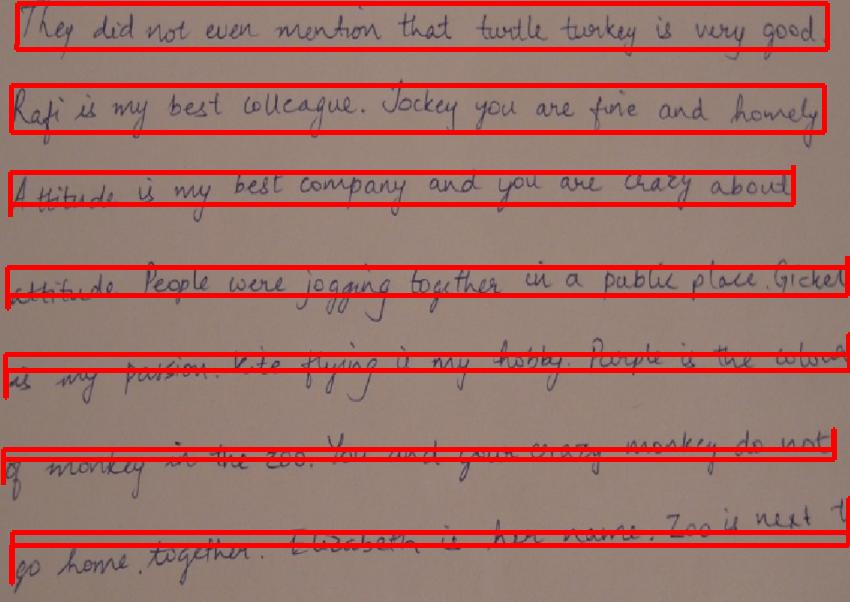 They did not even mention that turtle turkey is very good.
Rafi is my best colleague. Jockey you are fine and homely
Attitude is my best company and you are crazy about
attitude. People were jogging together in a public place. Gickel
is my passion. Kite flying is my hobby. Purple is the colour
of monkey in the zoo. You and your crazy monkey do not
go home together. Elizabeth is her name. Zoo is next t